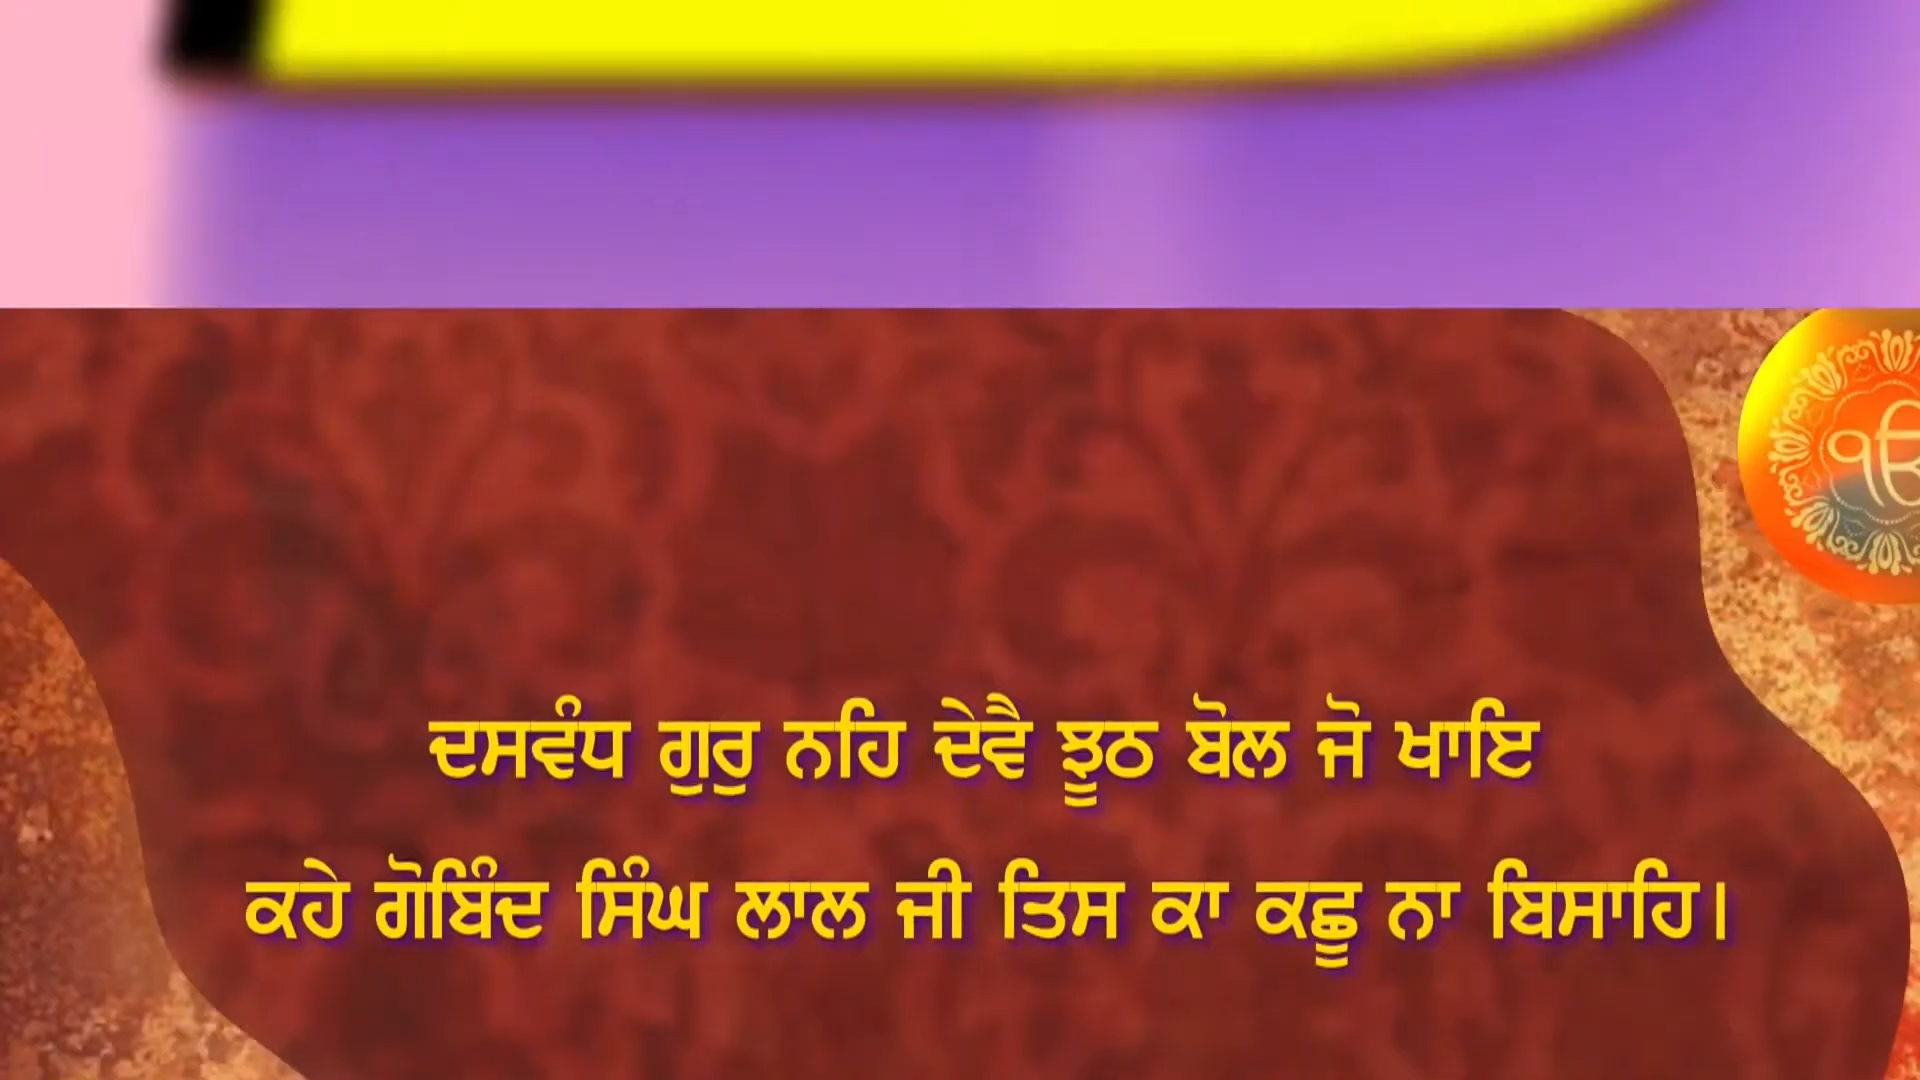 ੴ
ਦਸਵੰਧ ਗੁਰੁ ਨਹਿ ਦੇਵੈ ਝੂਠ ਬੋਲ ਜੋ ਖਾਇ
ਕਹੇ ਗੋਬਿੰਦ ਸਿੰਘ ਲਾਲ ਜੀ ਤਿਸ ਕਾ ਕਛੂ ਨਾ ਬਿਸਾਹਿ।